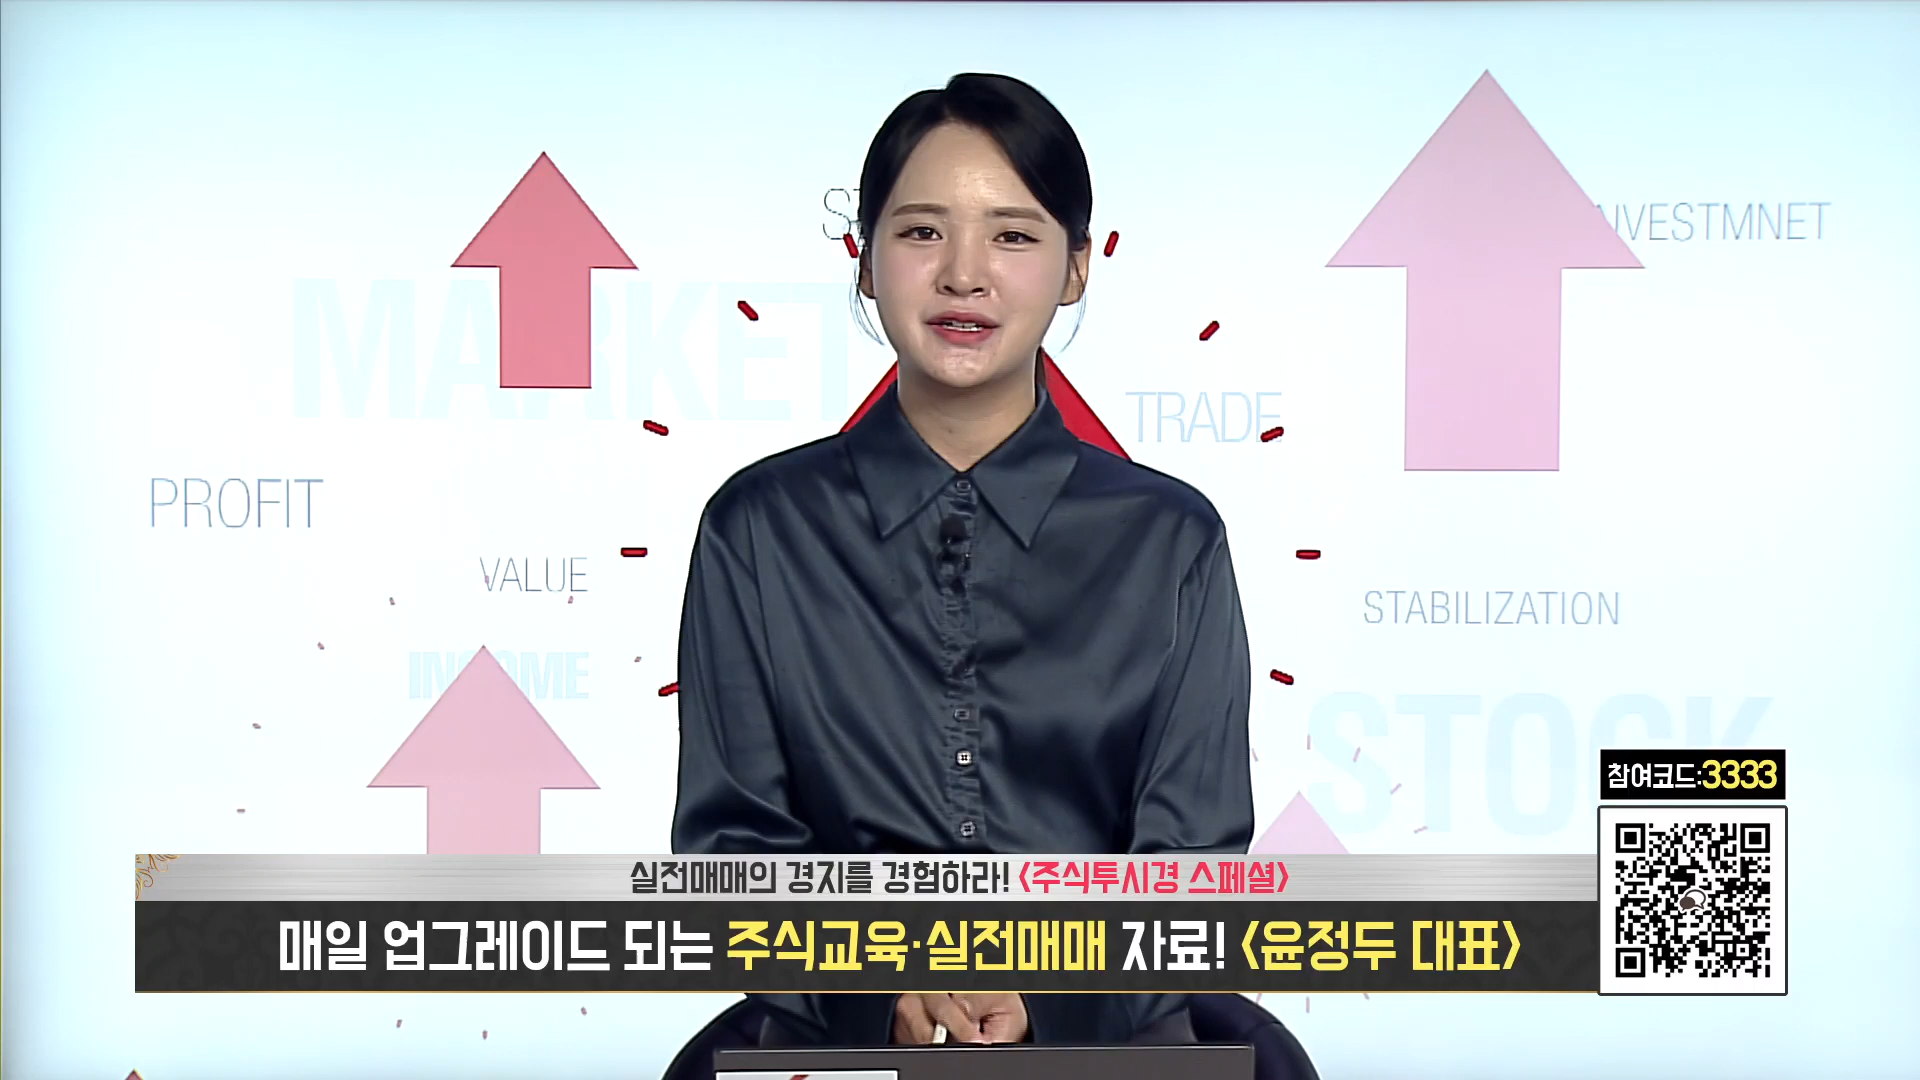 INVESTMNET
MARKET
TRADE
PROFIT
VALUE
STABILIZATION
INCOME
STOCK
참여코드:3333
실전매매의 경지를 경험하라! <주식투시경 스페셜>
매일 업그레이드 되는 주식교육·실전매매 자료! <윤정두 대표>